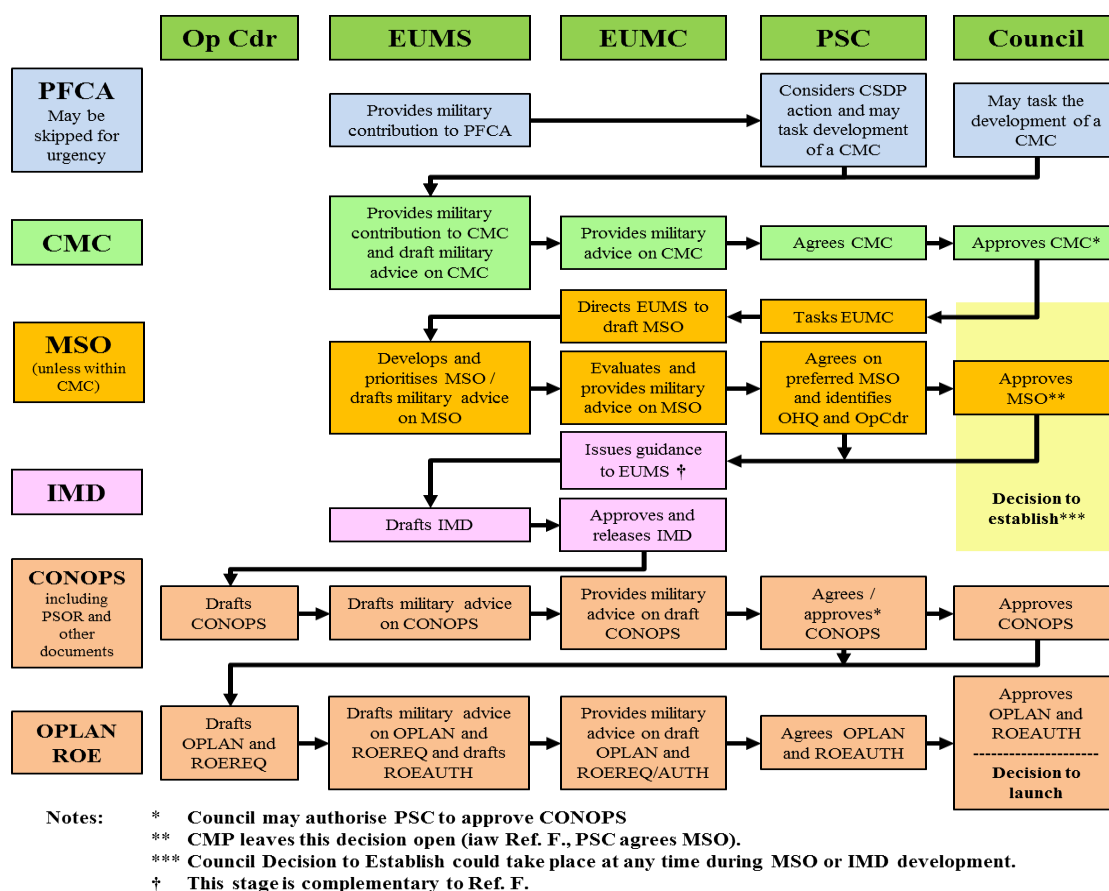 Op Cdr
EUMS
EUMC
PSC
Council
PFCA
May be
skipped for
urgency
Provides military
contribution to PFCA
Considers CSDP
action and may
task development
of a CMC
May task the
development of a
CMC
CMC
Provides military
contribution to CMC
and draft military
advice on CMC
Provides military
advice on CMC
Agrees CMC
Approves CMC*
MSO
(unless within
CMC)
Directs EUMS to
draft MSO
Tasks EUMC
Develops and
prioritises MSO /
drafts military advice
on MSO
Evaluates and
provides military
advice on MSO
Agrees on
preferred MSO
and identifies
OHQ and OpCdr
Approves
MSO**
IMD
Issues guidance
to EUMS †
Drafts IMD
Approves and
releases IMD
Decision to
establish***
CONOPS
including
PSOR and
other
documents
Drafts
CONOPS
Drafts military advice
on CONOPS
Provides military
advice on draft
CONOPS
Agrees /
approves*
CONOPS
Approves
CONOPS
OPLAN
ROE
Drafts
OPLAN and
ROEREQ
Drafts military advice
on OPLAN and
ROEREQ and drafts
ROEAUTH
Provides military
advice on draft
OPLAN and
ROEREQ/AUTH
Agrees OPLAN
and ROEAUTH
Approves
OPLAN and
ROEAUTH
----------------------
Decision to
launch
Notes: * Council may authorise PSC to approve CONOPS
** CMP leaves this decision open (iaw Ref. F., PSC agrees MSO).
*** Council Decision to Establish could take place at any time during MSO or IMD development.
† This stage is complementary to Ref. F.